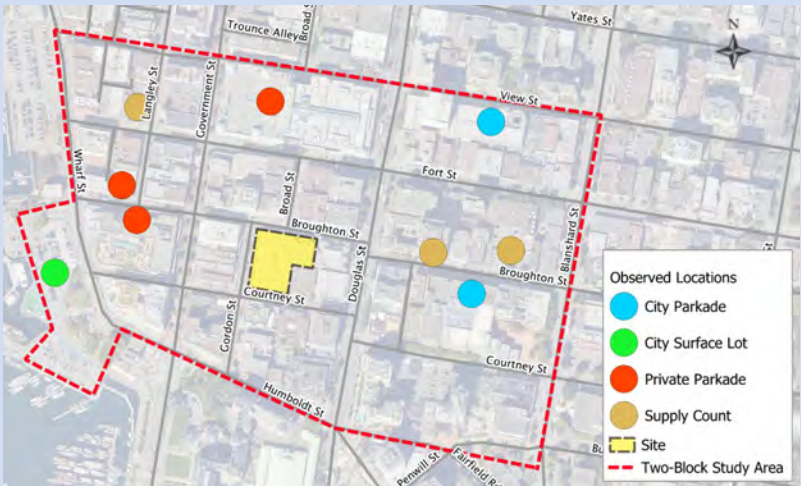 Yates St
Trounce Alley
Broad St
N
Langley St
Government St
View St
Wharf St
Fort St
Broad St
Broughton St
Douglas St
Blanshard St
Broughton St
Courtney St
Gordon St
Courtney St
Humboldt St
Penwill St
Fairfield
Observed Locations
City Parkade
City Surface Lot
Private Parkade
Supply Count
Site
Two-Block Study Area